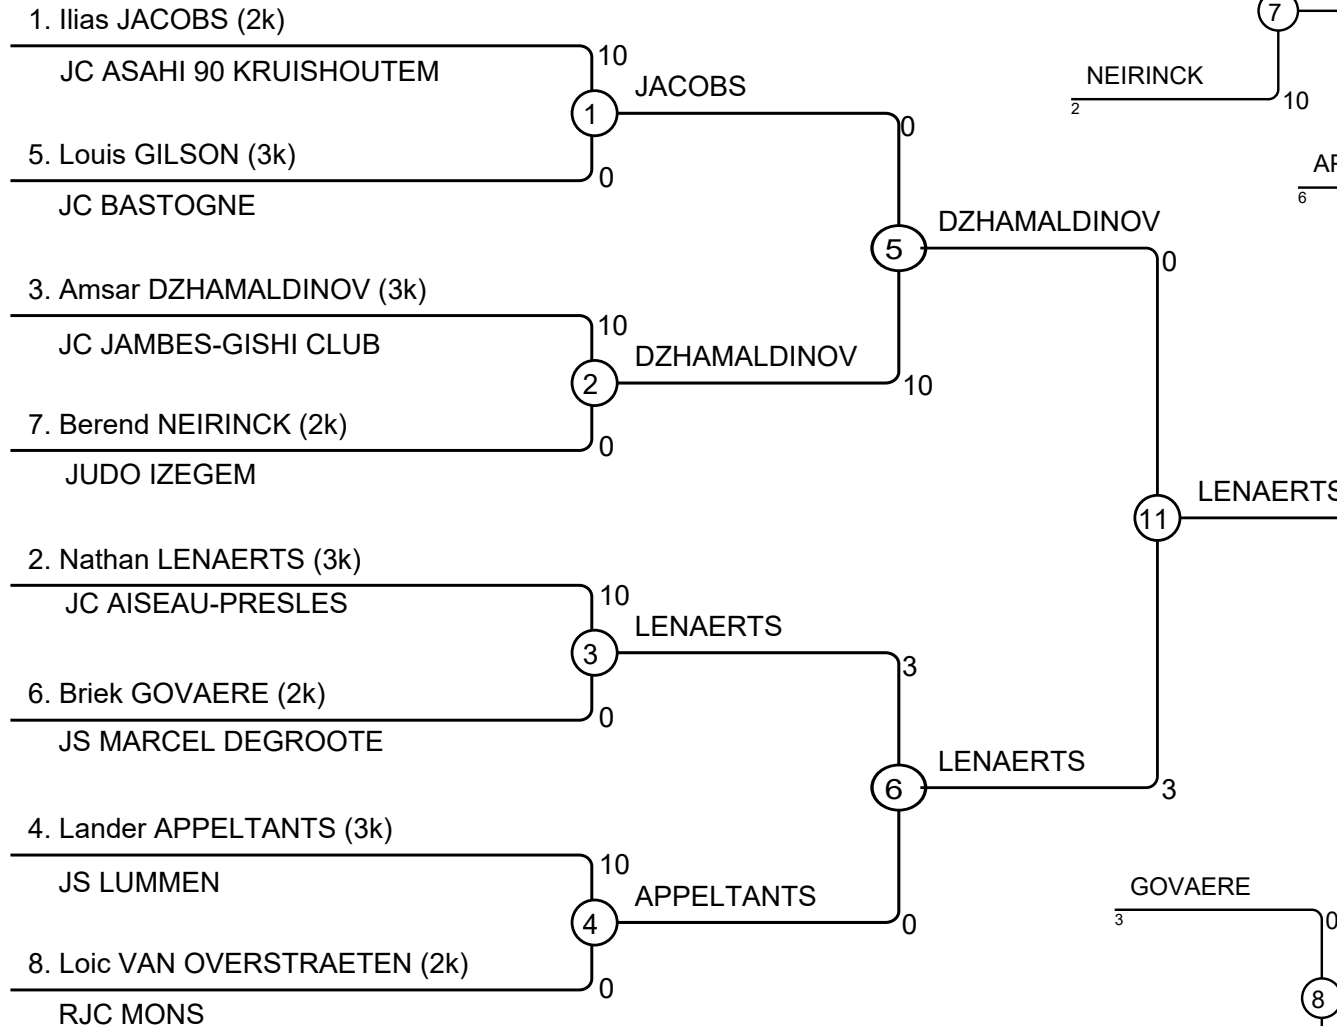 1. Ilias JACOBS (2k)
JC ASAHI 90 KRUISHOUTEM
10
1
JACOBS
0
5. Louis GILSON (3k)
0
JC BASTOGNE
5
DZHAMALDINOV
0
3. Amsar DZHAMALDINOV (3k)
JC JAMBES-GISHI CLUB
10
2
DZHAMALDINOV
10
7. Berend NEIRINCK (2k)
0
JUDO IZEGEM
11
LENAERTS
2. Nathan LENAERTS (3k)
JC AISEAU-PRESLES
10
3
LENAERTS
3
6. Briek GOVAERE (2k)
0
JS MARCEL DEGROOTE
6
LENAERTS
3
4. Lander APPELTANTS (3k)
JS LUMMEN
10
4
APPELTANTS
0
8. Loic VAN OVERSTRAETEN (2k)
0
RJC MONS
7
NEIRINCK
2
10
6
GOVAERE
3
0
8